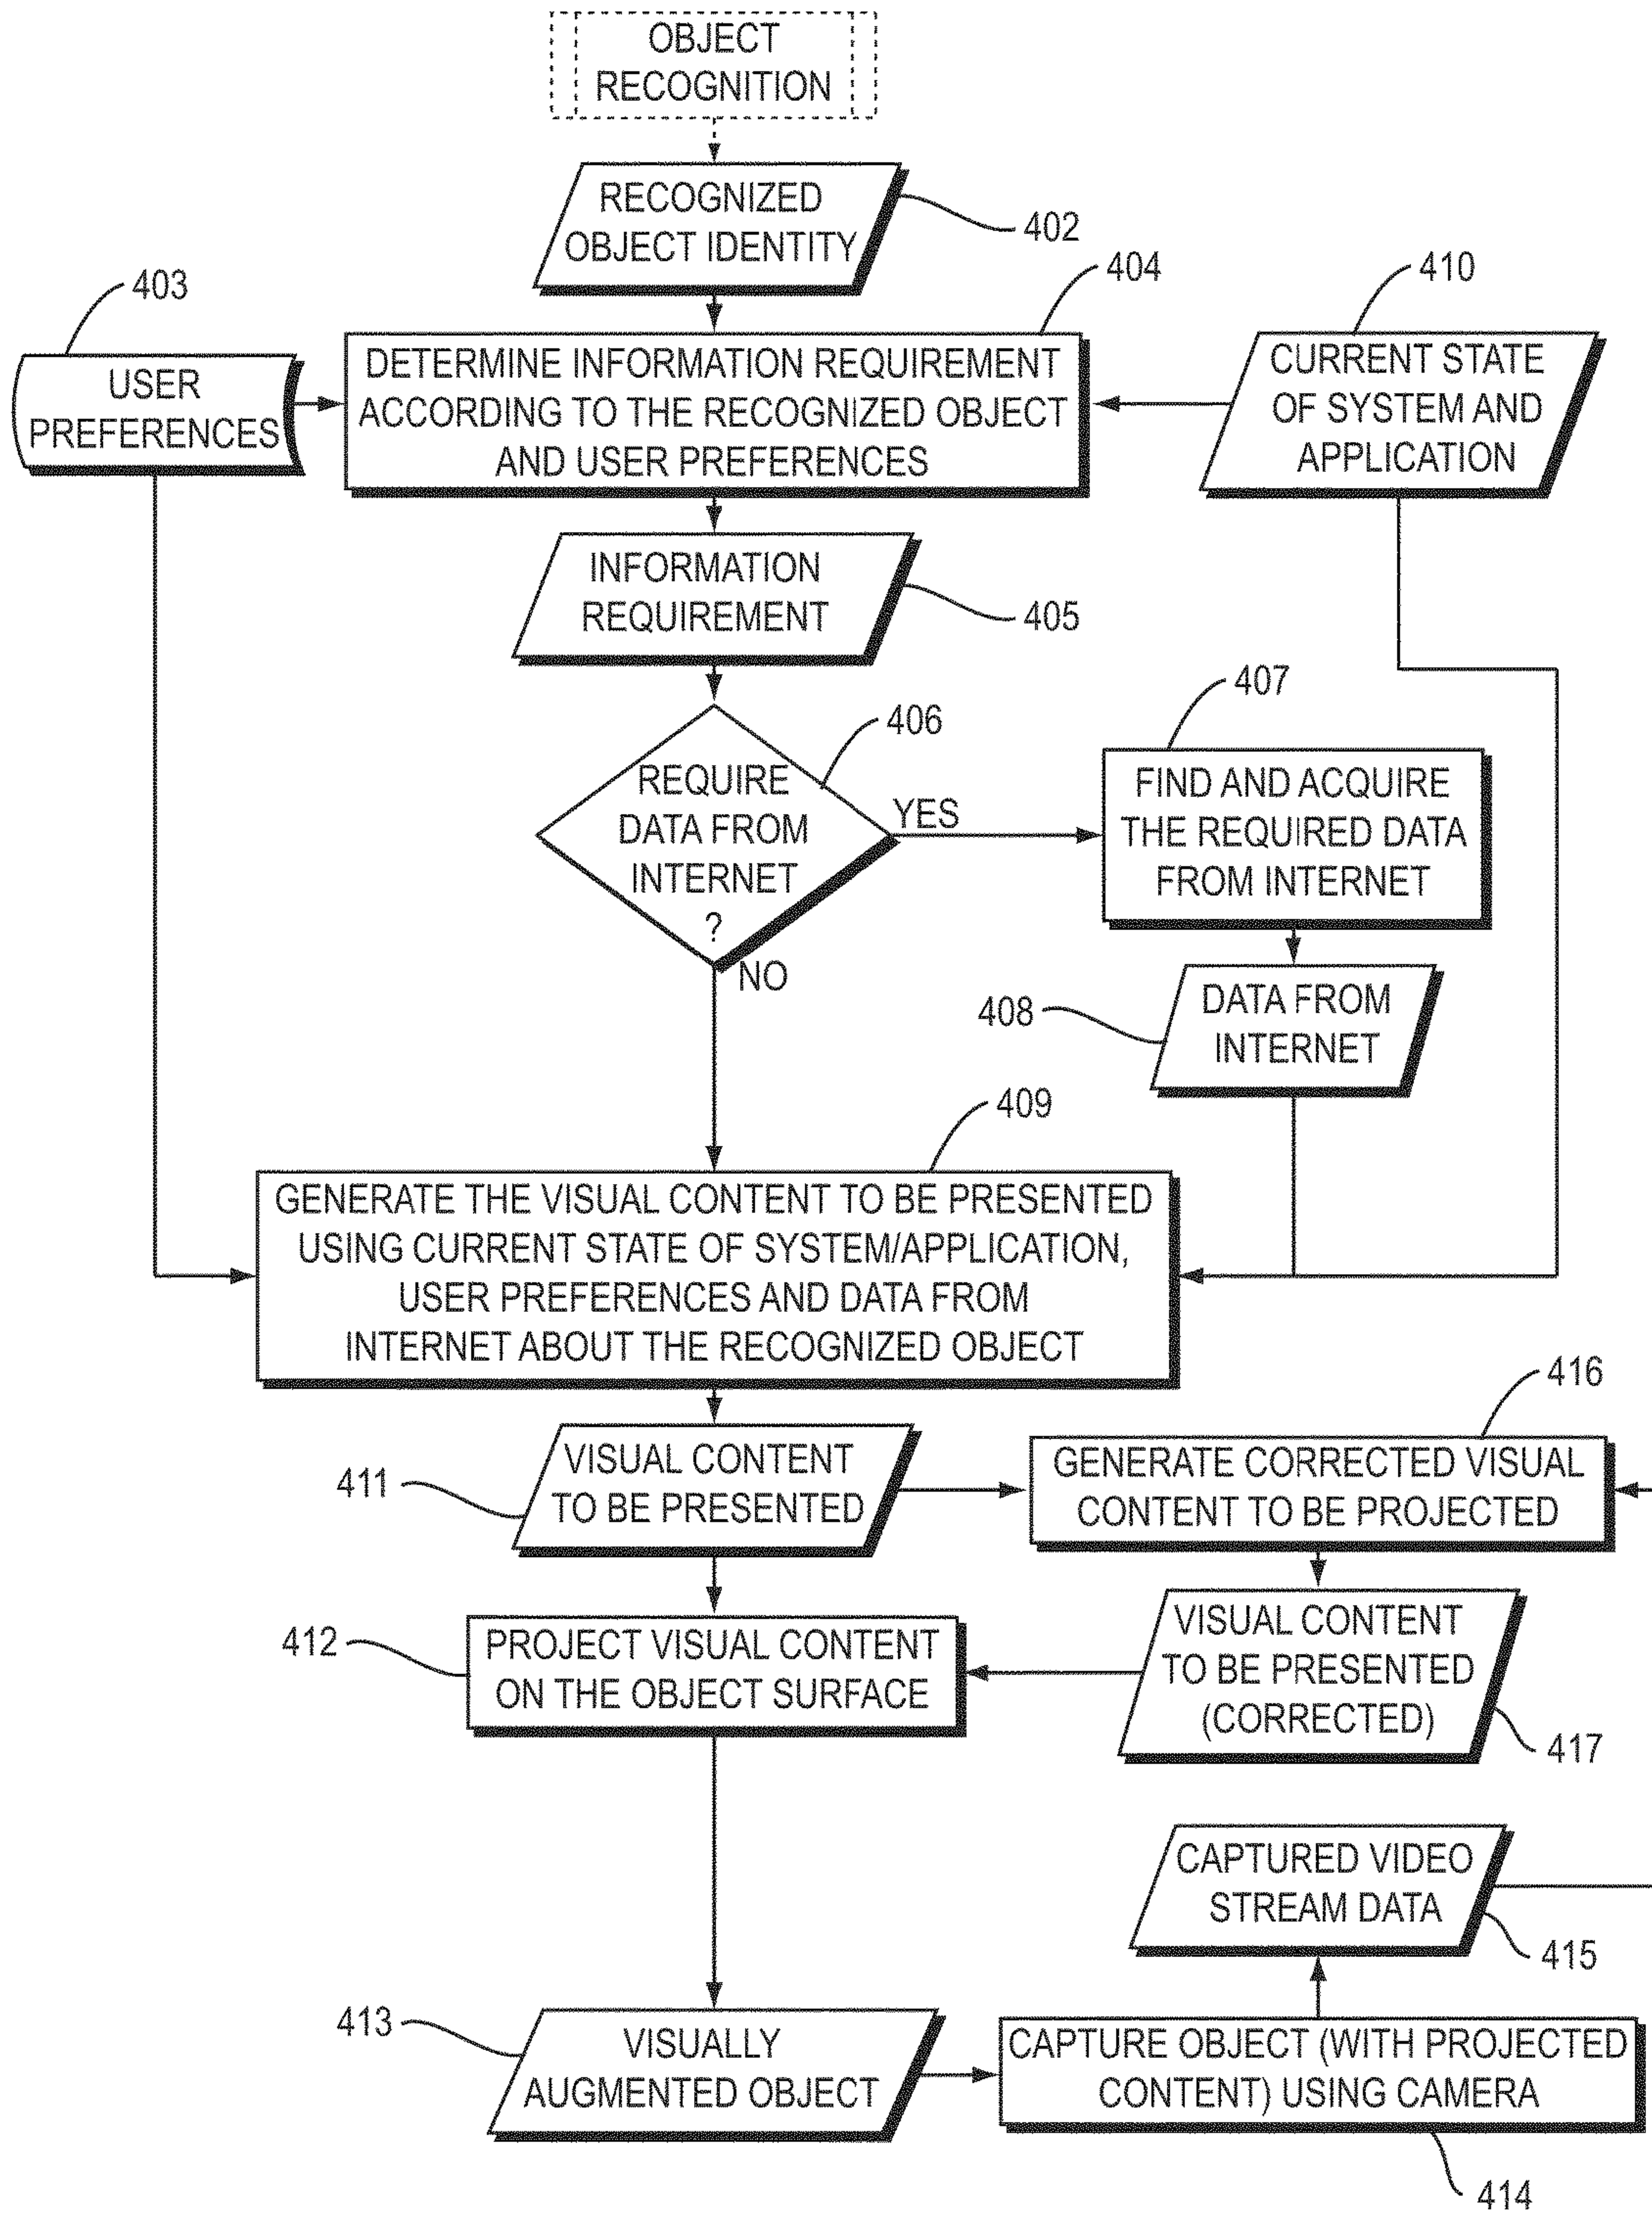 OBJECT
RECOGNITION
RECOGNIZED
OBJECT IDENTITY
402
403
404
410
USER
PREFERENCES
DETERMINE INFORMATION REQUIREMENT
ACCORDING TO THE RECOGNIZED OBJECT
AND USER PREFERENCES
CURRENT STATE
OF SYSTEM AND
APPLICATION
INFORMATION
REQUIREMENT
405
406
407
REQUIRE
DATA FROM
INTERNET
?
YES
NO
FIND AND ACQUIRE
THE REQUIRED DATA
FROM INTERNET
408
DATA FROM
INTERNET
409
GENERATE THE VISUAL CONTENT TO BE PRESENTED
USING CURRENT STATE OF SYSTEM/APPLICATION,
USER PREFERENCES AND DATA FROM
INTERNET ABOUT THE RECOGNIZED OBJECT
416
411
VISUAL CONTENT
TO BE PRESENTED
GENERATE CORRECTED VISUAL
CONTENT TO BE PROJECTED
412
PROJECT VISUAL CONTENT
ON THE OBJECT SURFACE
VISUAL CONTENT
TO BE PRESENTED
(CORRECTED)
417
CAPTURED VIDEO
STREAM DATA
415
413
VISUALLY
AUGMENTED OBJECT
CAPTURE OBJECT (WITH PROJECTED
CONTENT) USING CAMERA
414